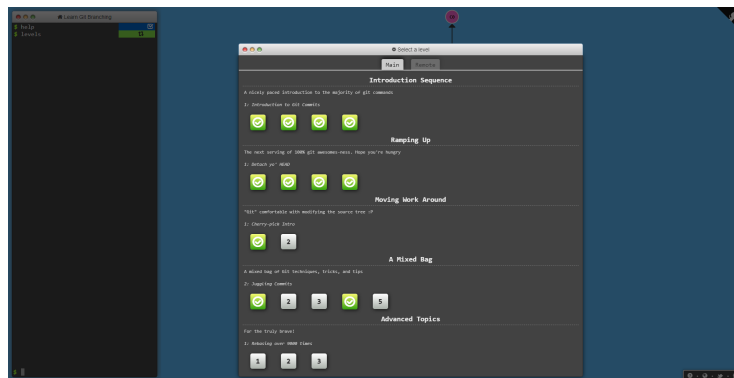 Learn Git Branching
$ help
$ levels
C0
Select a level
Main Remote
Introduction Sequence
A nicely paced introduction to the majority of git commands
1: Introduction to Git Commits
Ramping Up
The next serving of 100% git awesomes-ness. Hope you're hungry
1: Detach yo' HEAD
Moving Work Around
"Git" comfortable with modifying the source tree :P
1: Cherry-pick Intro
2
A Mixed Bag
A mixed bag of Git techniques, tricks, and tips
2: Juggling Commits
2 3 5
Advanced Topics
For the truly brave!
1: Rebasing over 9000 times
1 2 3
$